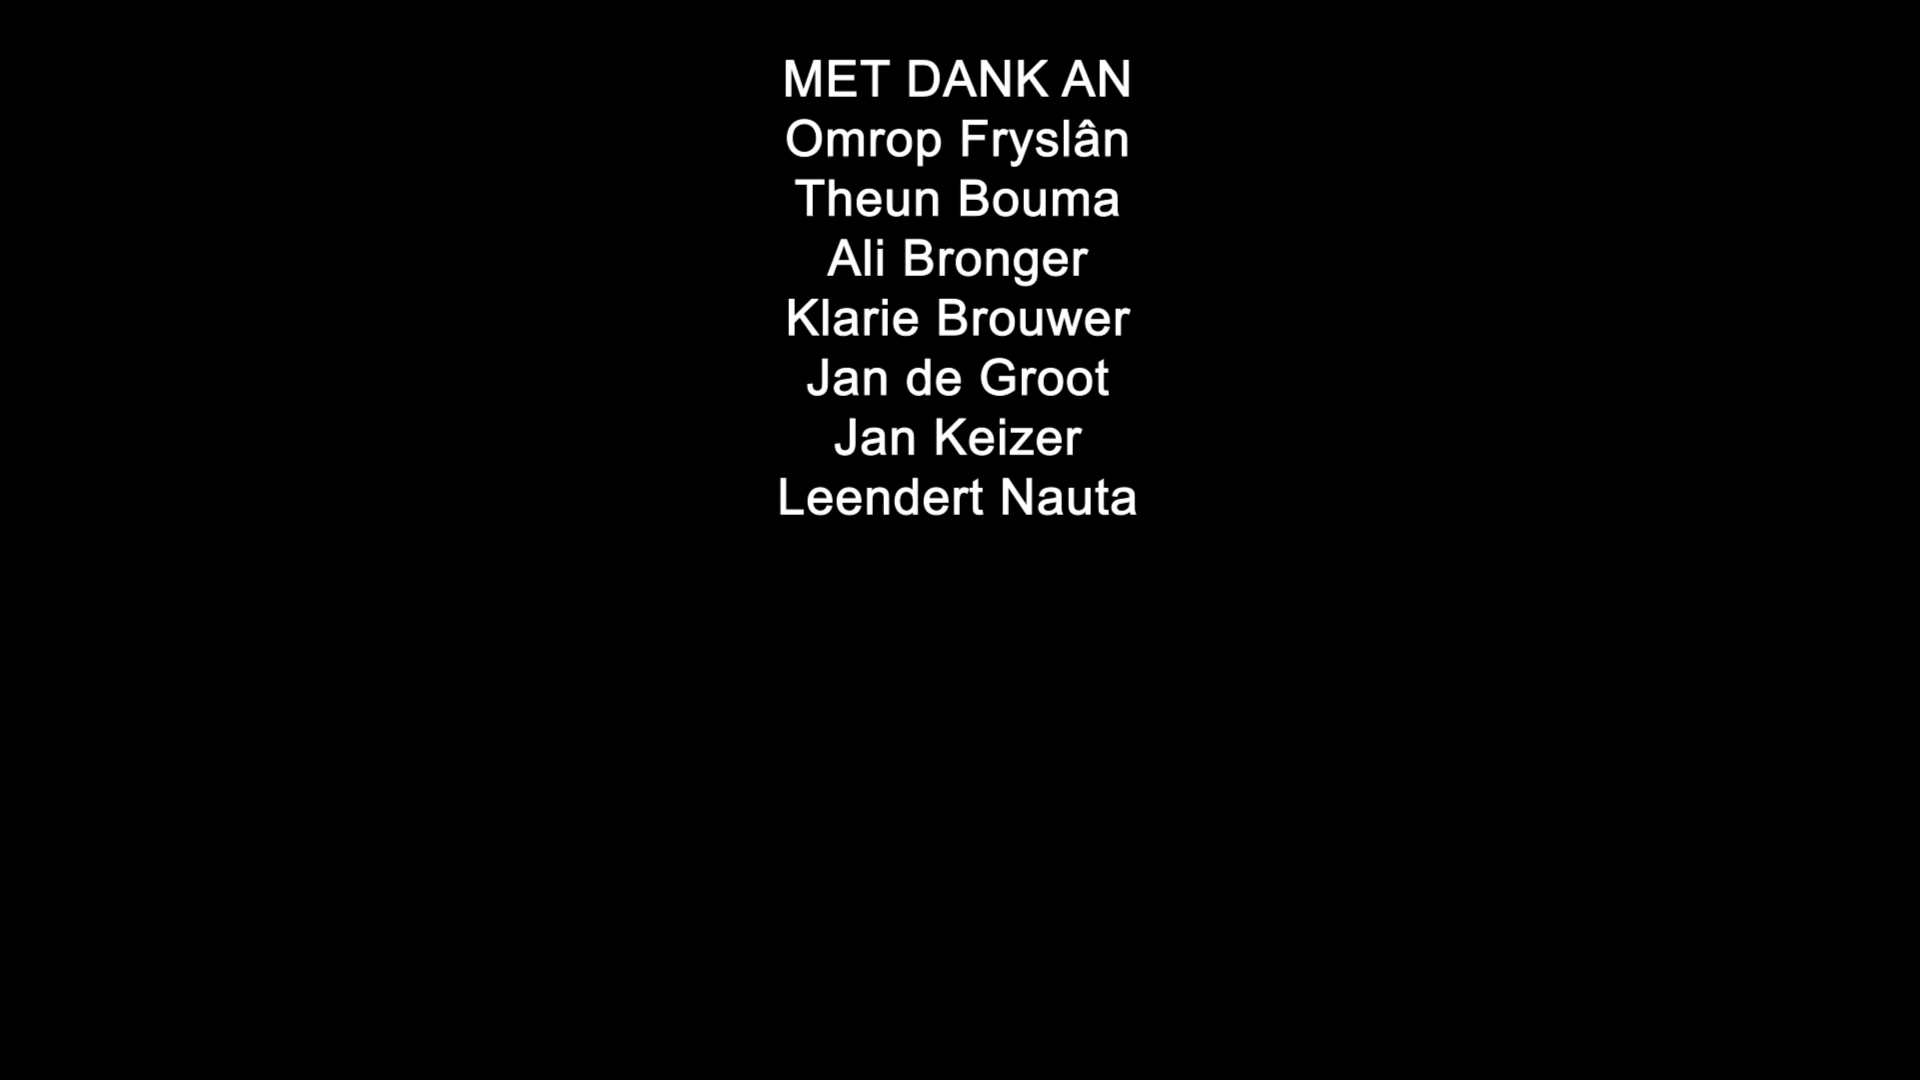 MET DANK AN
Omrop Fryslân
Theun Bouma
Ali Bronger
Klarie Brouwer
Jan de Groot
Jan Keizer
Leendert Nauta